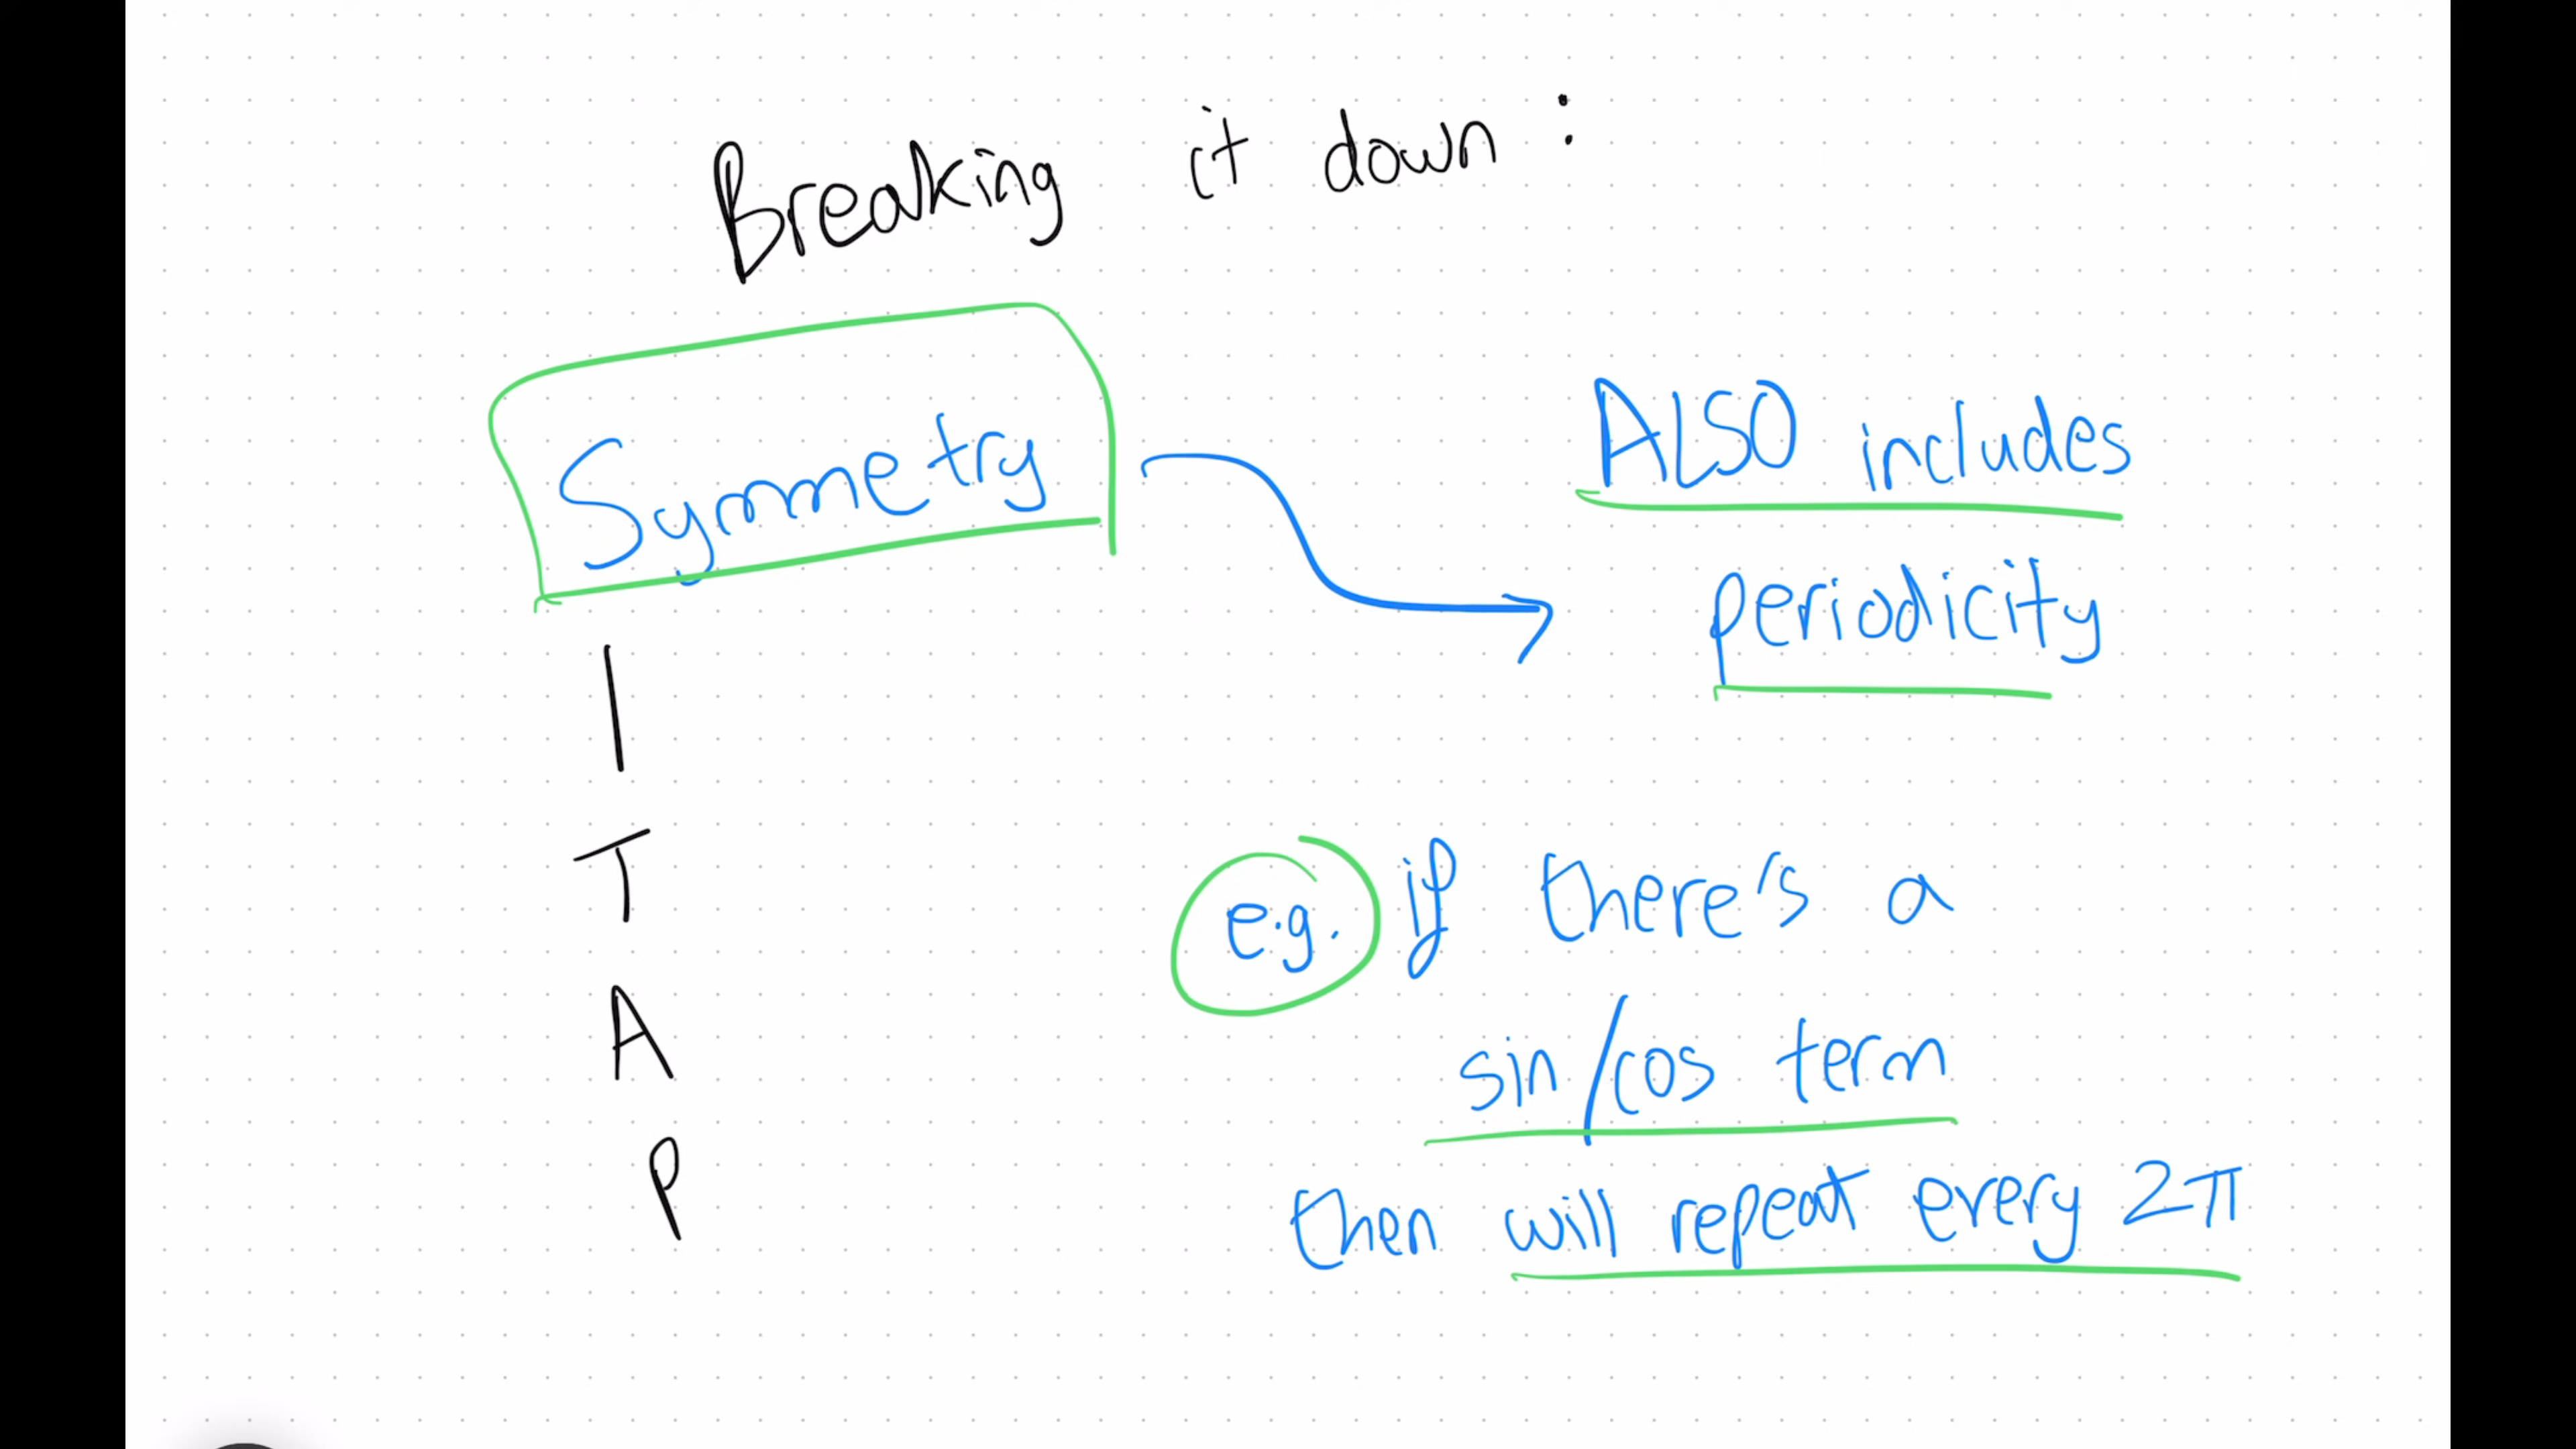 Breaking it down:
Symmetry
ALSO includes
periodicity
I
T
A
P
e.g. if there's a
sin/cos term
then will repeat every 2π